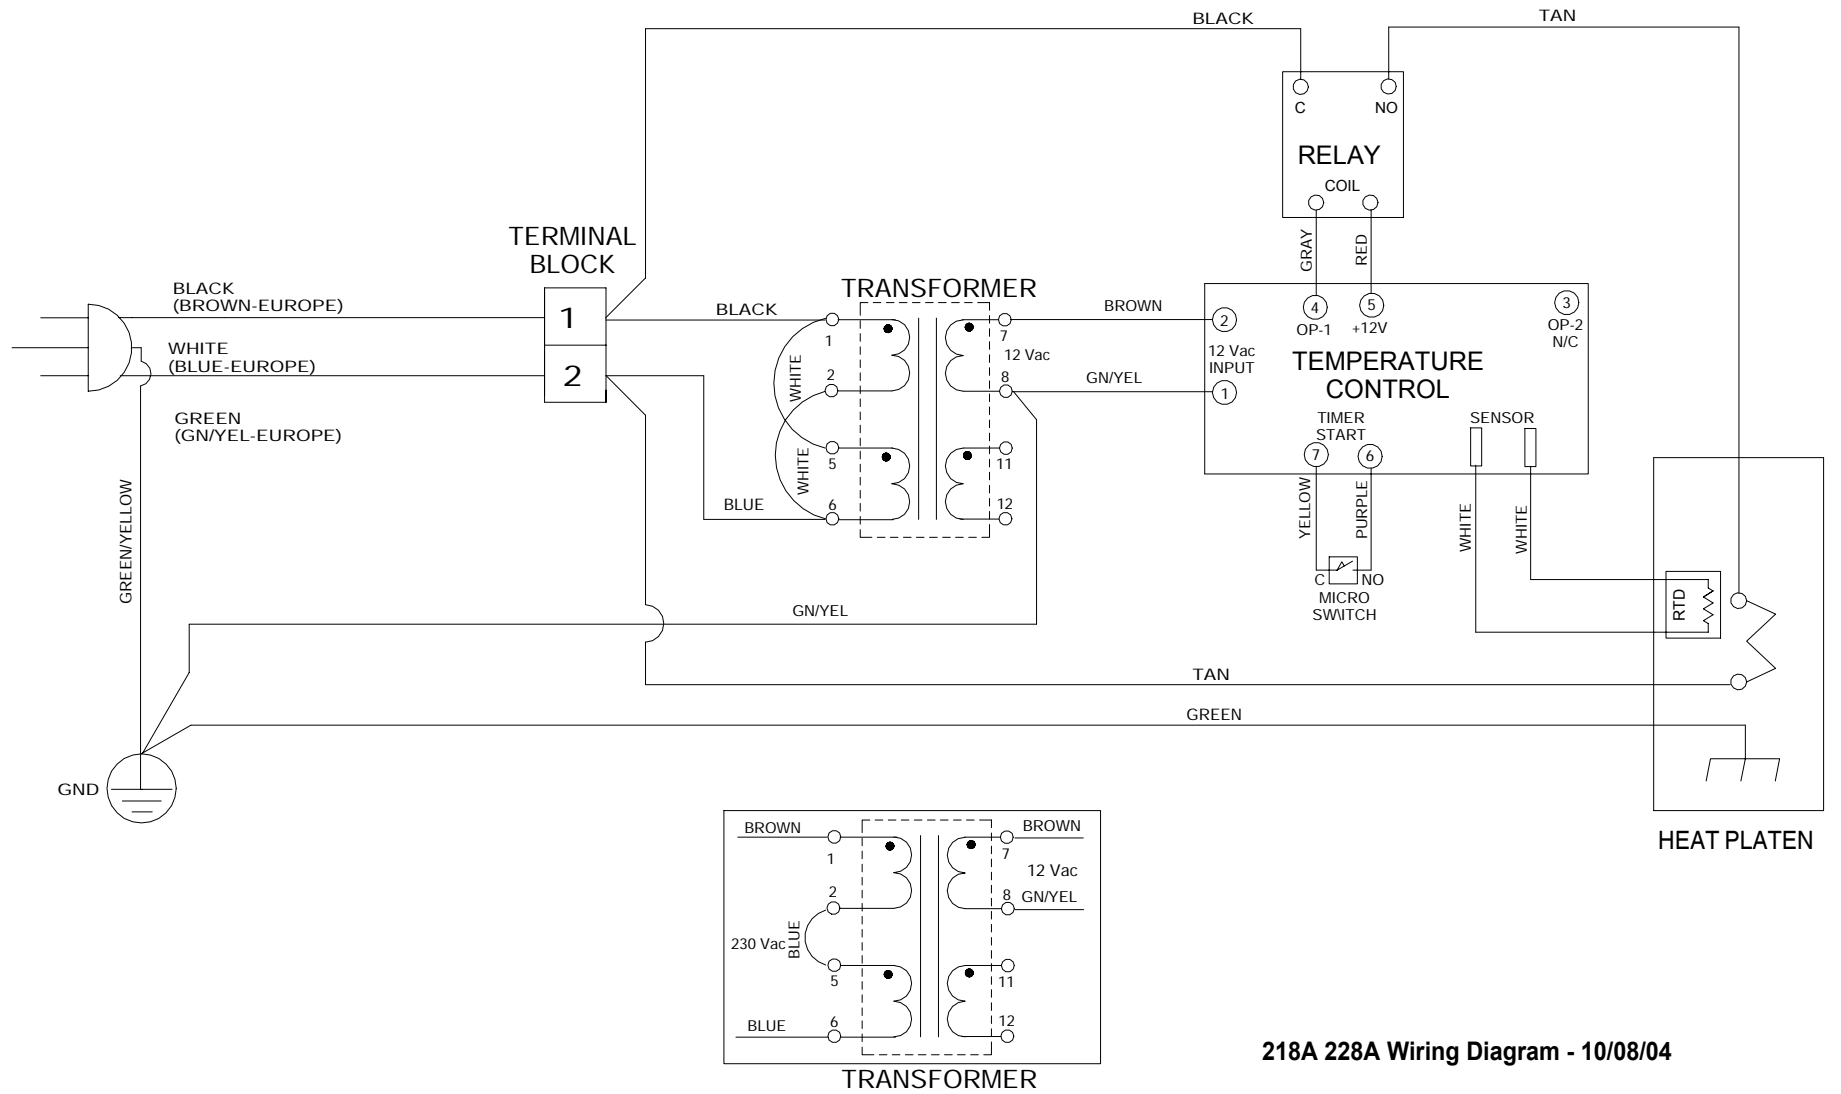 BLACK
TAN
C
NO
RELAY
COIL
GRAY
RED
TERMINAL
BLOCK
1
2
BLACK
(BROWN-EUROPE)
WHITE
(BLUE-EUROPE)
GREEN
(GN/YEL-EUROPE)
GREEN/YELLOW
TRANSFORMER
BLACK
BLUE
WHITE
WHITE
1
2
5
6
7
12 Vac
8
11
12
BROWN
GN/YEL
2
12 Vac
INPUT
1
4
OP-1
5
+12V
3
OP-2
N/C
TEMPERATURE
CONTROL
TIMER
START
7
6
SENSOR
YELLOW
PURPLE
WHITE
WHITE
C
NO
MICRO
SWITCH
RTD
GN/YEL
TAN
GREEN
GND
HEAT PLATEN
BROWN
1
2
230 Vac
BLUE
5
BLUE
6
BROWN
7
12 Vac
8
GN/YEL
11
12
TRANSFORMER
218A 228A Wiring Diagram - 10/08/04